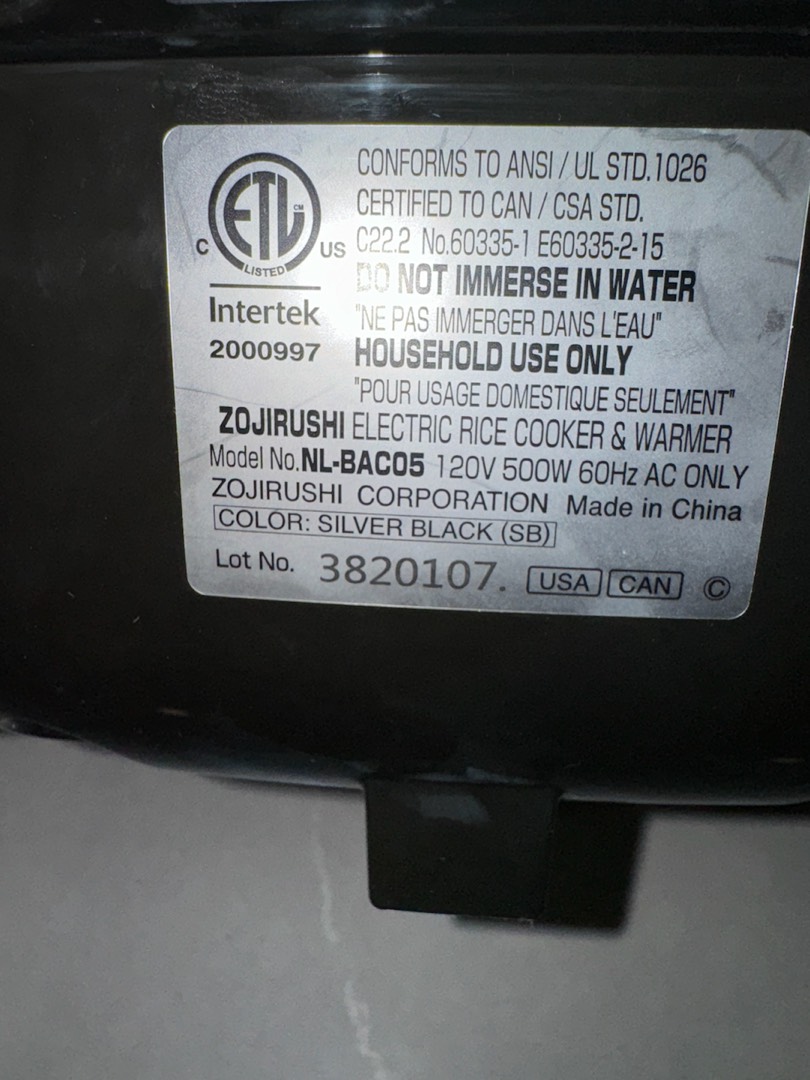 CONFORMS TO ANSI / UL STD.1026
CERTIFIED TO CAN / CSA STD.
C22.2 No.60335-1 E60335-2-15
DO NOT IMMERSE IN WATER
"NE PAS IMMERGER DANS L'EAU"
HOUSEHOLD USE ONLY
"POUR USAGE DOMESTIQUE SEULEMENT"
C ETL CM US
LISTED
Intertek
2000997
ZOJIRUSHI ELECTRIC RICE COOKER & WARMER
Model No.NL-BAC05 120V 500W 60Hz AC ONLY
ZOJIRUSHI CORPORATION Made in China
COLOR: SILVER BLACK (SB)
Lot No. 3820107. USA CAN ©